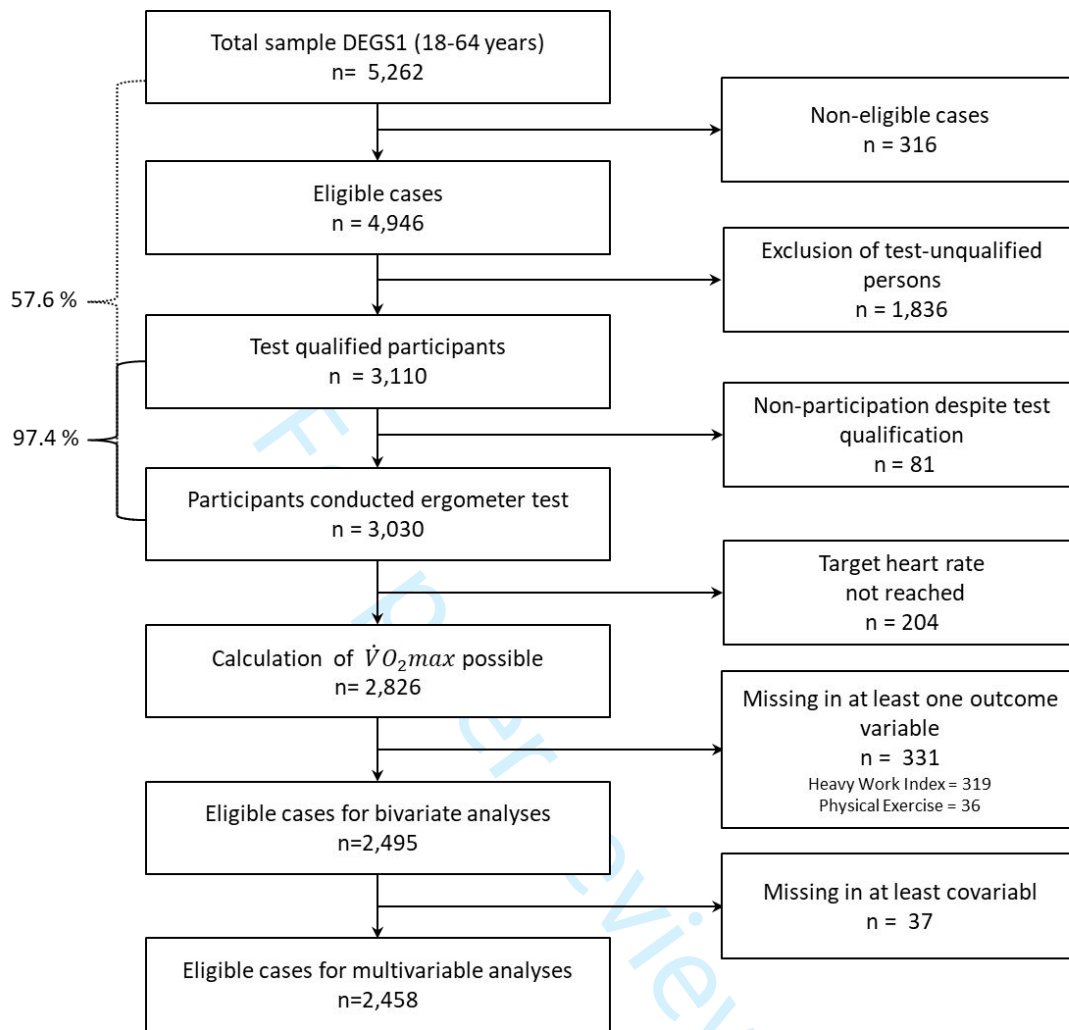 Total sample DEGS1 (18-64 years)
n= 5,262
Non-eligible cases
n = 316
Eligible cases
n = 4,946
Exclusion of test-unqualified
persons
n = 1,836
57.6 %
Test qualified participants
n = 3,110
Non-participation despite test
qualification
n = 81
97.4 %
Participants conducted ergometer test
n = 3,030
Target heart rate
not reached
n = 204
Calculation of V̇O₂max possible
n= 2,826
Missing in at least one outcome
variable
n = 331
Heavy Work Index = 319
Physical Exercise = 36
Eligible cases for bivariate analyses
n=2,495
Missing in at least covariabl
n = 37
Eligible cases for multivariable analyses
n=2,458